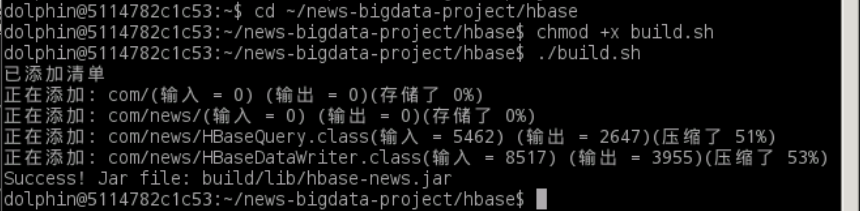 dolphin@5114782c1c53:~$ cd ~/news-bigdata-project/hbase
dolphin@5114782c1c53:~/news-bigdata-project/hbase$ chmod +x build.sh
dolphin@5114782c1c53:~/news-bigdata-project/hbase$ ./build.sh
已添加清单
正在添加: com/(输入 = 0) (输出 = 0)(存储了 0%)
正在添加: com/news/(输入 = 0) (输出 = 0)(存储了 0%)
正在添加: com/news/HBaseQuery.class(输入 = 5462) (输出 = 2647)(压缩了 51%)
正在添加: com/news/HBaseDataWriter.class(输入 = 8517) (输出 = 3955)(压缩了 53%)
Success! Jar file: build/lib/hbase-news.jar
dolphin@5114782c1c53:~/news-bigdata-project/hbase$